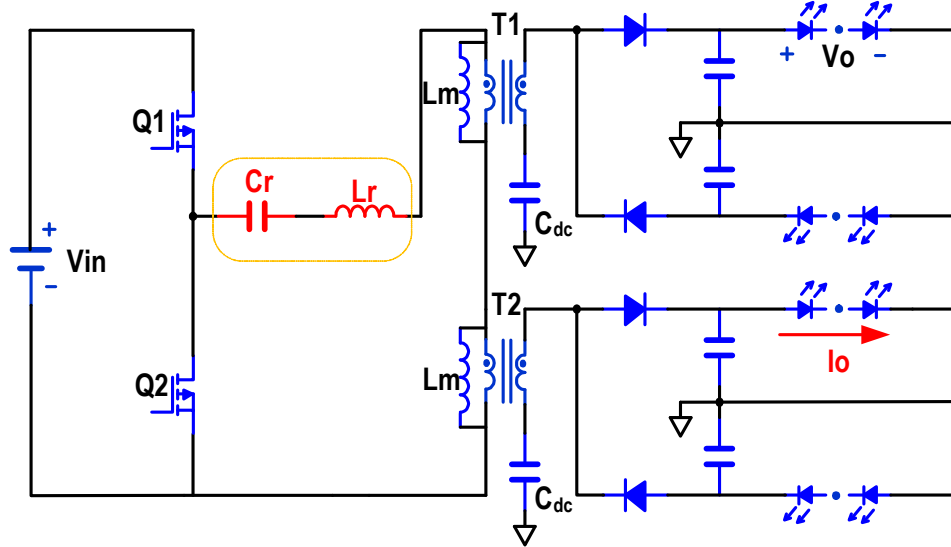 T1
+
Vo
-
Lm
Q1
Cr
Lr
Cdc
+
Vin
-
T2
Lm
Io
Q2
Cdc